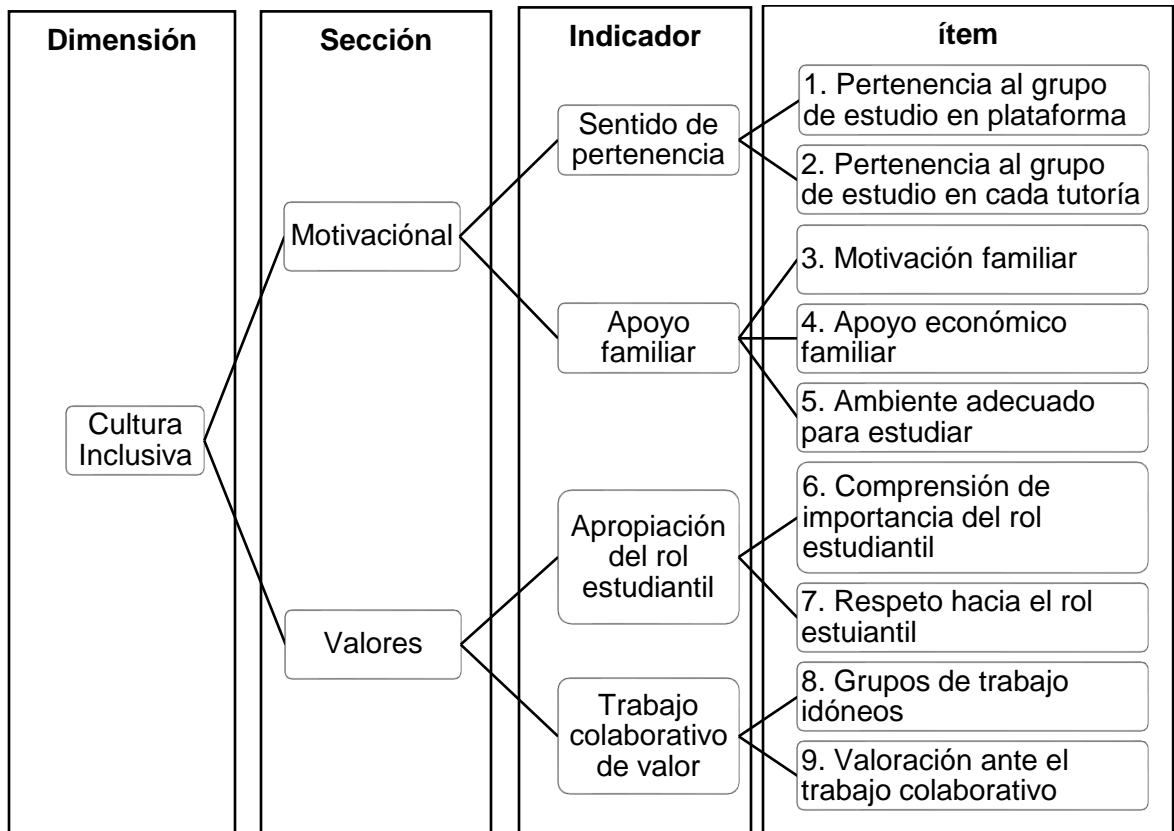 Dimensión
Sección
Indicador
ítem
Cultura
Inclusiva
Motivaciónal
Valores
Sentido de
pertenencia
Apoyo
familiar
Apropiación
del rol
estudiantil
Trabajo
colaborativo
de valor
1. Pertenencia al grupo
de estudio en plataforma
2. Pertenencia al grupo
de estudio en cada tutoría
3. Motivación familiar
4. Apoyo económico
familiar
5. Ambiente adecuado
para estudiar
6. Comprensión de
importancia del rol
estudiantil
7. Respeto hacia el rol
estuiantil
8. Grupos de trabajo
idóneos
9. Valoración ante el
trabajo colaborativo